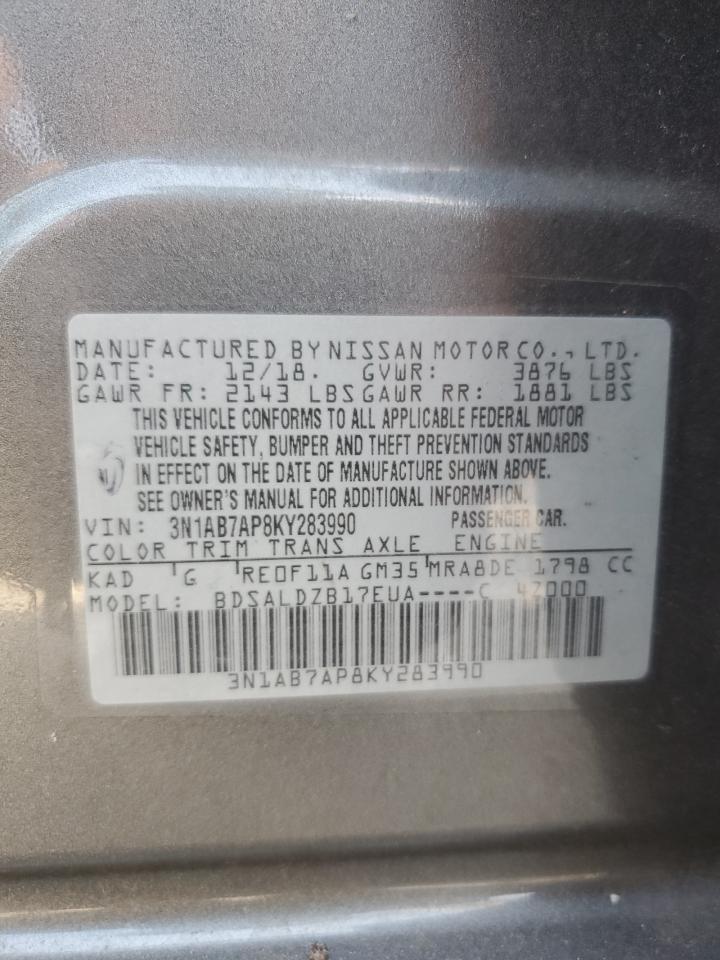 MANUFACTURED BY NISSAN MOTOR CO., LTD.
DATE: 12/18. GVWR: 3876 LBS
GAWR FR: 2143 LBS GAWR RR: 1881 LBS
THIS VEHICLE CONFORMS TO ALL APPLICABLE FEDERAL MOTOR
VEHICLE SAFETY, BUMPER AND THEFT PREVENTION STANDARDS
IN EFFECT ON THE DATE OF MANUFACTURE SHOWN ABOVE.
SEE OWNER'S MANUAL FOR ADDITIONAL INFORMATION.
VIN: 3N1AB7AP8KY283990 PASSENGER CAR.
COLOR TRIM TRANS AXLE ENGINE
KAD G RE0F11A GM35 MRA8DE 1798 CC
MODEL: BDSALDZB17EUA----C 42000
3N1AB7AP8KY283990